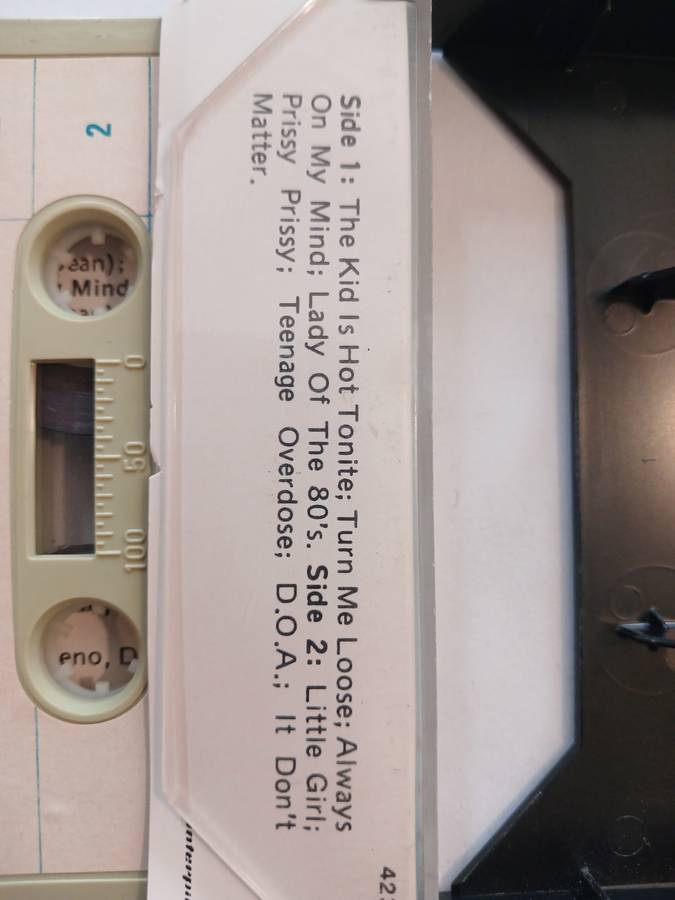 Side 1: The Kid Is Hot Tonite; Turn Me Loose; Always
On My Mind; Lady Of The 80's. Side 2: Little Girl;
Prissy Prissy; Teenage Overdose; D.O.A.; It Don't
Matter.
2
ean):
Mind
0 50 100
eno, D